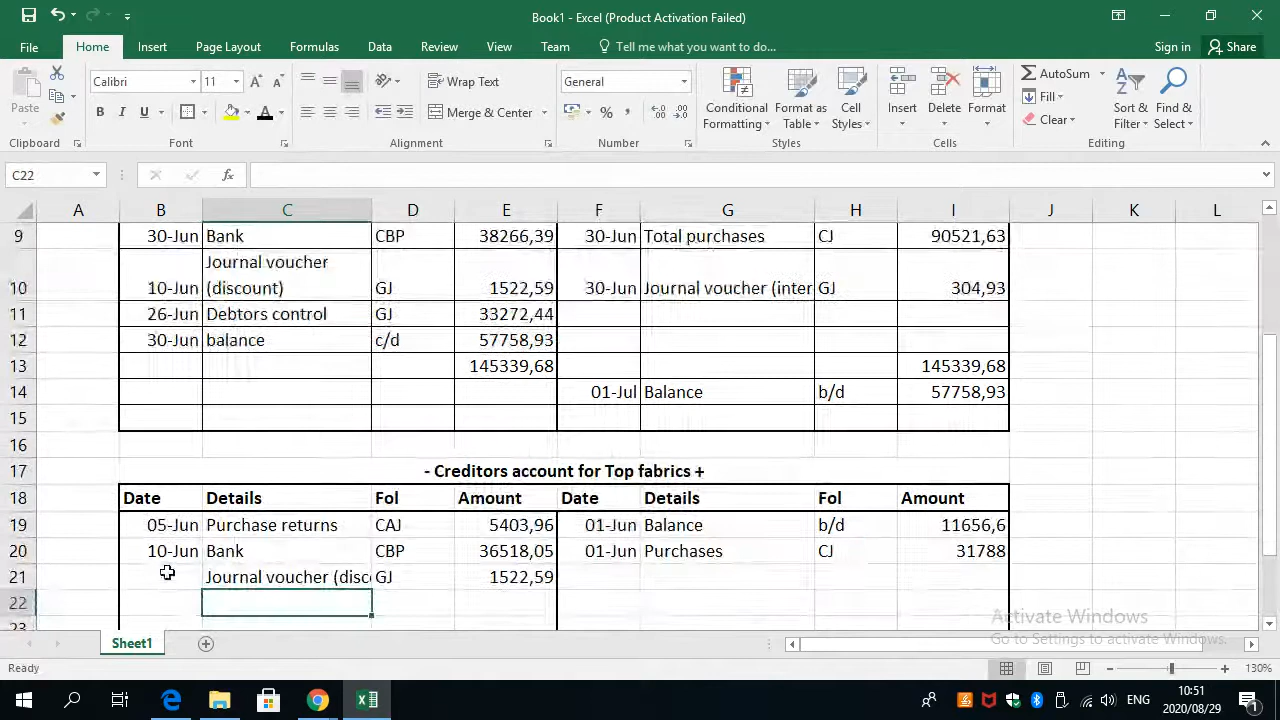 Book1 - Excel (Product Activation Failed)
File Home Insert Page Layout Formulas Data Review View Team Tell me what you want to do... Sign in Share
Paste
Clipboard
Calibri 11
B I U
Font
Wrap Text
Merge & Center
Alignment
General
Number
Conditional Formatting
Format as Table
Cell Styles
Styles
Insert Delete Format
Cells
AutoSum
Fill
Clear
Sort & Filter
Find & Select
Editing
C22 fx
A B C D E F G H I J K L
9 30-Jun Bank CBP 38266,39 30-Jun Total purchases CJ 90521,63
Journal voucher
10 10-Jun (discount) GJ 1522,59 30-Jun Journal voucher (inter GJ 304,93
11 26-Jun Debtors control GJ 33272,44
12 30-Jun balance c/d 57758,93
13 145339,68 145339,68
14 01-Jul Balance b/d 57758,93
15
16
17 - Creditors account for Top fabrics +
18 Date Details Fol Amount Date Details Fol Amount
19 05-Jun Purchase returns CAJ 5403,96 01-Jun Balance b/d 11656,6
20 10-Jun Bank CBP 36518,05 01-Jun Purchases CJ 31788
21 Journal voucher (disc GJ 1522,59
22
23
Activate Windows
Go to Settings to activate Windows.
Sheet1
Ready 130%
ENG 10:51
2020/08/29
1